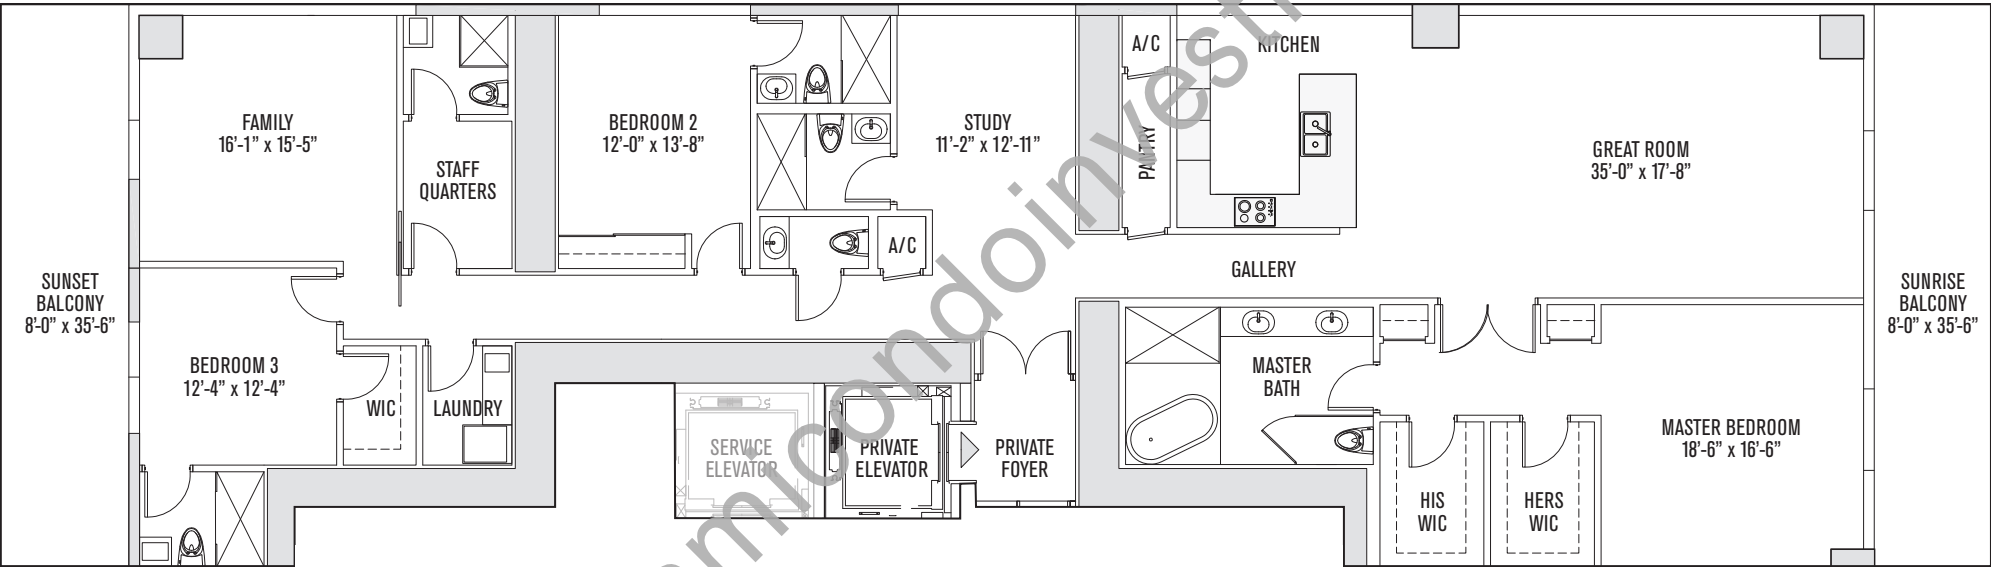 SUNSET
BALCONY
8'-0" x 35'-6"
FAMILY
16'-1" x 15'-5"
STAFF
QUARTERS
BEDROOM 2
12'-0" x 13'-8"
STUDY
11'-2" x 12'-11"
A/C
A/C
PANTRY
KITCHEN
GREAT ROOM
35'-0" x 17'-8"
GALLERY
SUNRISE
BALCONY
8'-0" x 35'-6"
BEDROOM 3
12'-4" x 12'-4"
WIC
LAUNDRY
SERVICE
ELEVATOR
PRIVATE
ELEVATOR
PRIVATE
FOYER
MASTER
BATH
MASTER BEDROOM
18'-6" x 16'-6"
HIS
WIC
HERS
WIC
micondoinvest